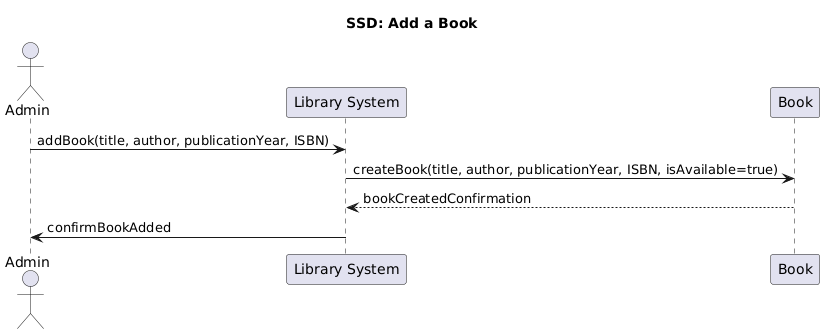 SSD: Add a Book
Admin
Library System
Book
addBook(title, author, publicationYear, ISBN)
createBook(title, author, publicationYear, ISBN, isAvailable=true)
bookCreatedConfirmation
confirmBookAdded
Admin
Library System
Book